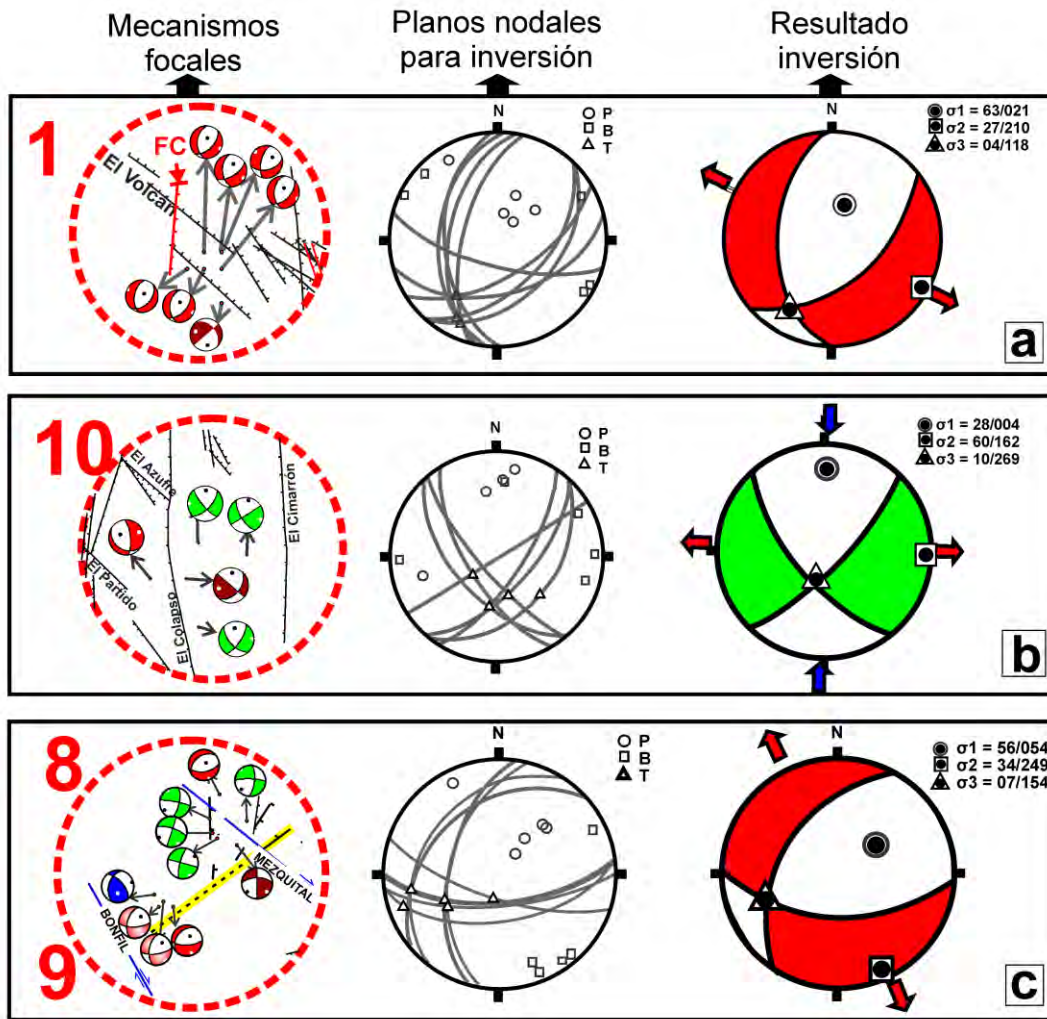 Mecanismos
focales
Planos nodales
para inversión
Resultado
inversión
1
FC
El Volcan
N
P
B
T
N
σ1 = 63/021
σ2 = 27/210
σ3 = 04/118
a
10
El Azufre
El Partido
El Colapso
El Cimarrón
N
P
B
T
σ1 = 28/004
σ2 = 60/162
σ3 = 10/269
b
8
9
MEZQUITAL
BONFIL
N
P
B
T
N
σ1 = 56/054
σ2 = 34/249
σ3 = 07/154
c